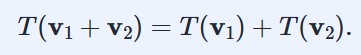 T(v₁ + v₂) = T(v₁) + T(v₂).